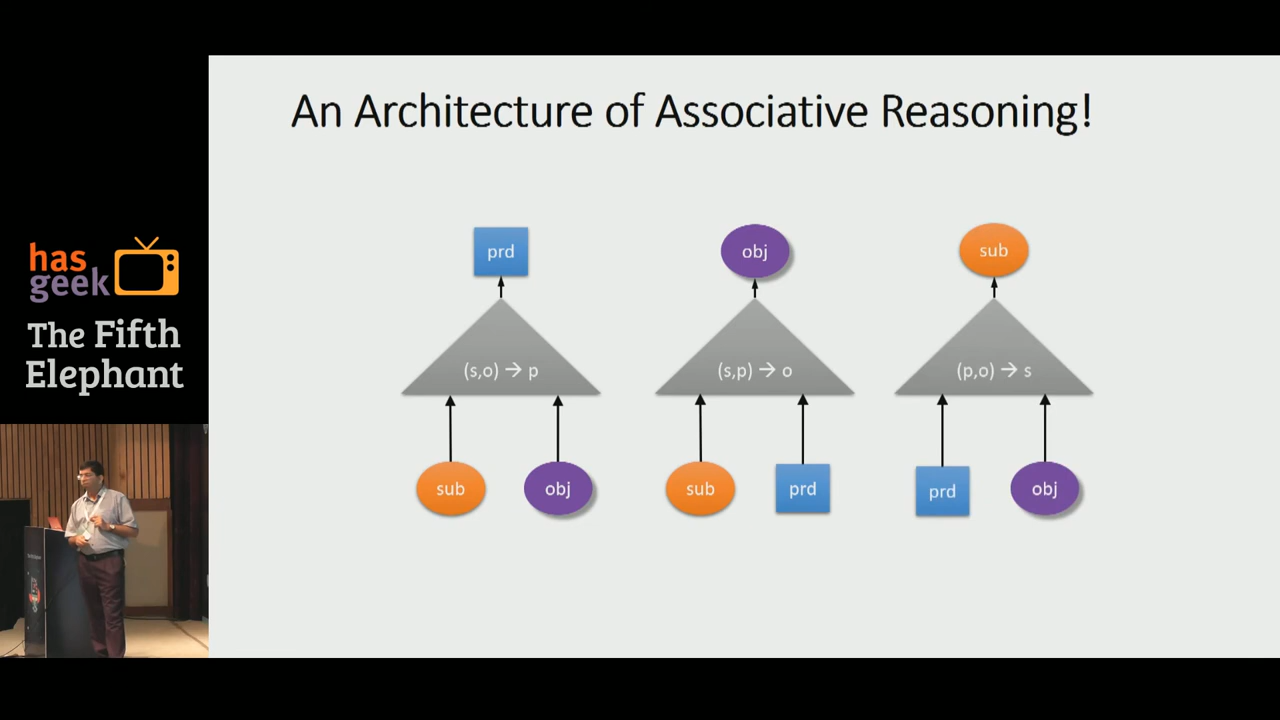 An Architecture of Associative Reasoning!
has
geek
The Fifth
Elephant
prd
obj
sub
(s,o) → p
(s,p) → o
(p,o) → s
sub
obj
sub
prd
prd
obj